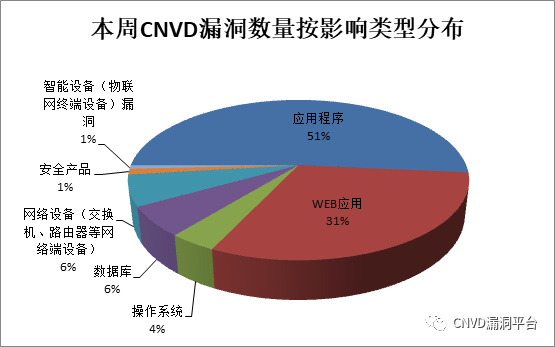 本周CNVD漏洞数量按影响类型分布
智能设备（物联
网终端设备）漏
洞
1%
应用程序
51%
安全产品
1%
WEB应用
31%
网络设备（交换
机、路由器等网
络端设备）
6%
数据库
6%
操作系统
4%
CNVD漏洞平台